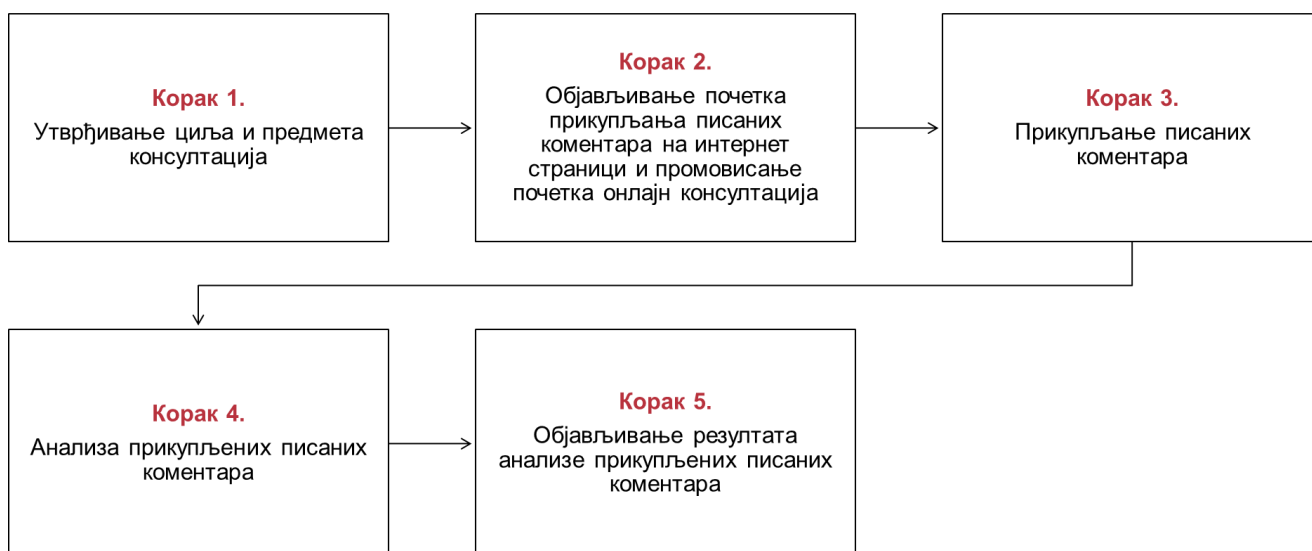 Корак 1.
Утврђивање циља и предмета
консултација
Корак 2.
Објављивање почетка
прикупљања писаних
коментара на интернет
страници и промовисање
почетка онлајн консултација
Корак 3.
Прикупљање писаних
коментара
Корак 4.
Анализа прикупљених писаних
коментара
Корак 5.
Објављивање резултата
анализе прикупљених писаних
коментара